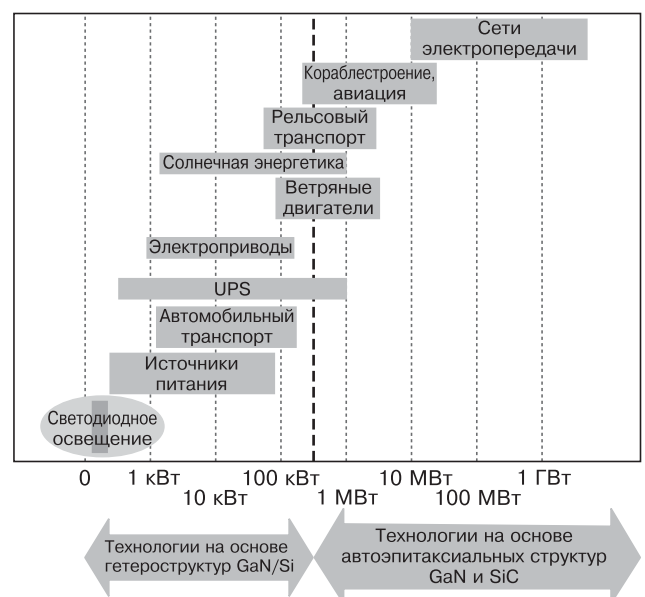 Сети
электропередачи
Кораблестроение,
авиация
Рельсовый
транспорт
Солнечная энергетика
Ветряные
двигатели
Электроприводы
UPS
Автомобильный
транспорт
Источники
питания
Светодиодное
освещение
0 1 кВт 100 кВт 10 МВт 1 ГВт
10 кВт 1 МВт 100 МВт
Технологии на основе
гетероструктур GaN/Si
Технологии на основе
автоэпитаксиальных структур
GaN и SiC